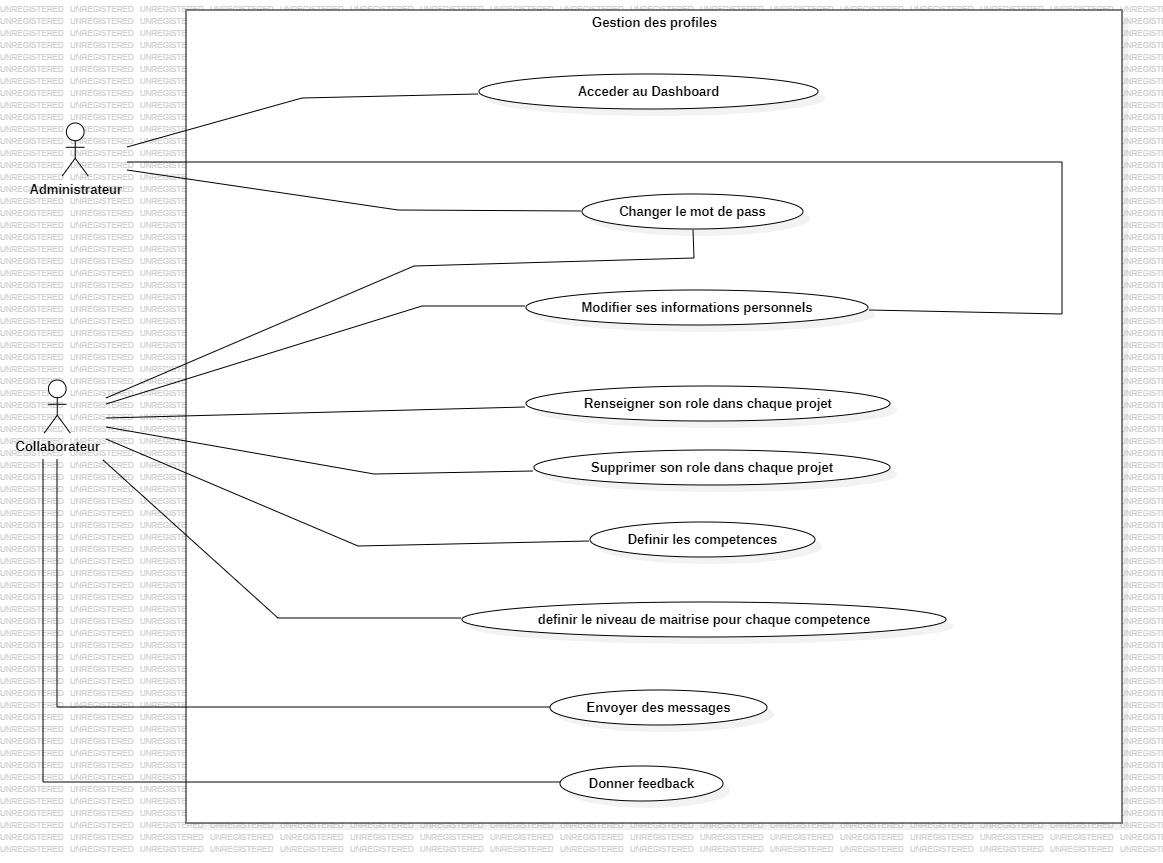 Gestion des profiles
Acceder au Dashboard
Administrateur
Changer le mot de pass
Modifier ses informations personnels
Renseigner son role dans chaque projet
Collaborateur
Supprimer son role dans chaque projet
Definir les competences
definir le niveau de maitrise pour chaque competence
Envoyer des messages
Donner feedback
UNREGISTERED